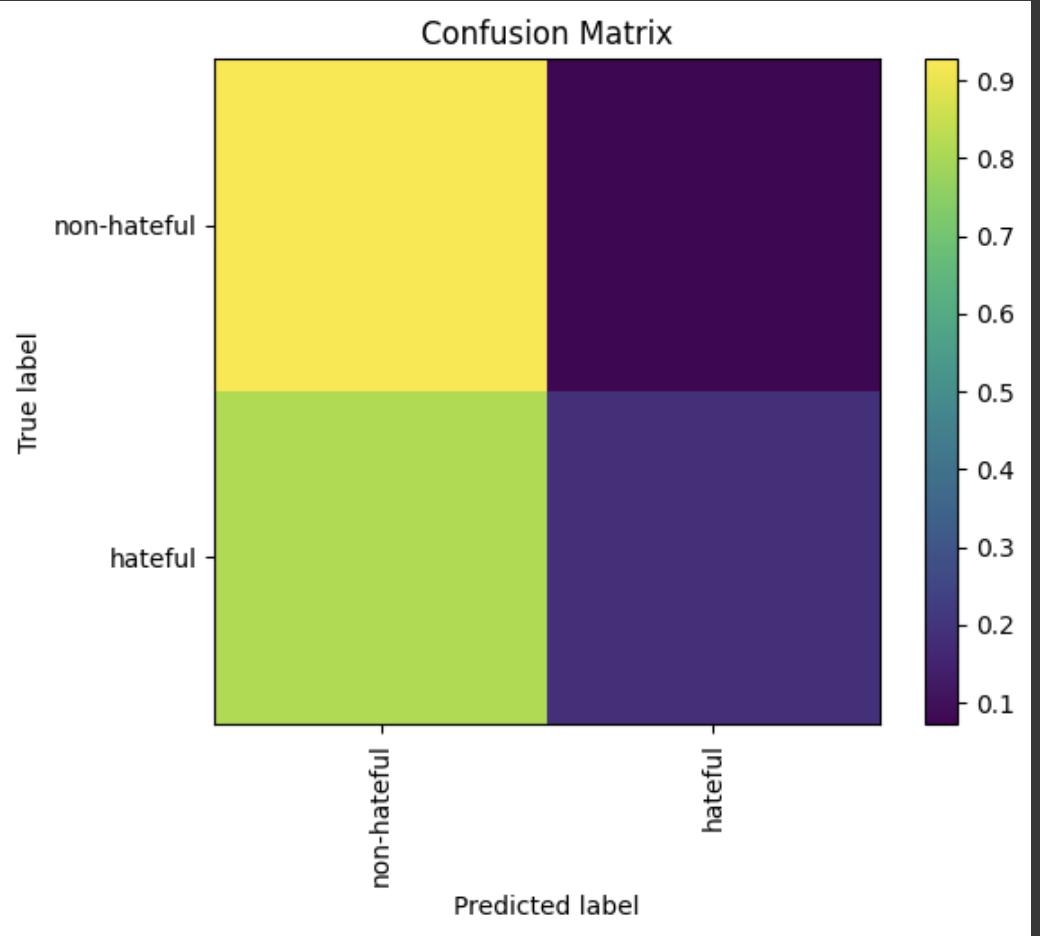 Confusion Matrix
True label
non-hateful
hateful
non-hateful
hateful
Predicted label
0.9
0.8
0.7
0.6
0.5
0.4
0.3
0.2
0.1